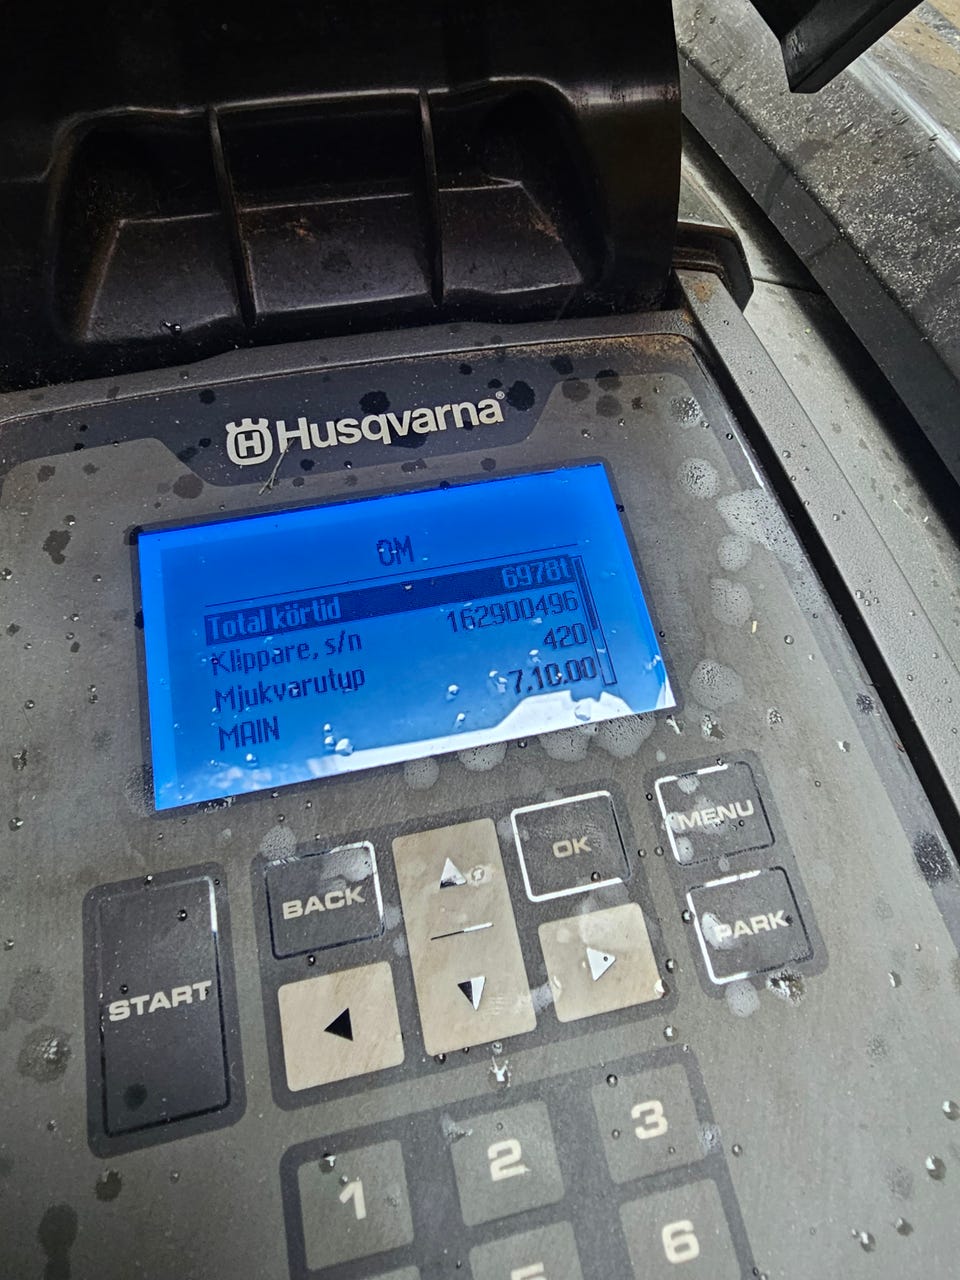 Husqvarna®
OM
Total körtid 6978t
Klippare, s/n 162900496
Mjukvarutyp 420
MAIN 7.10.00
OK
MENU
BACK
PARK
START
1 2 3
5 6